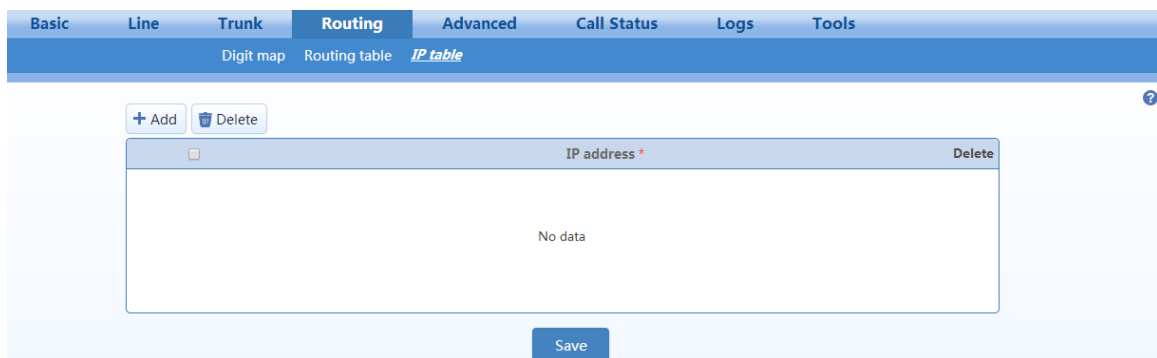 Basic Line Trunk Routing Advanced Call Status Logs Tools
Digit map Routing table IP table
?
+ Add Delete
IP address * Delete
No data
Save